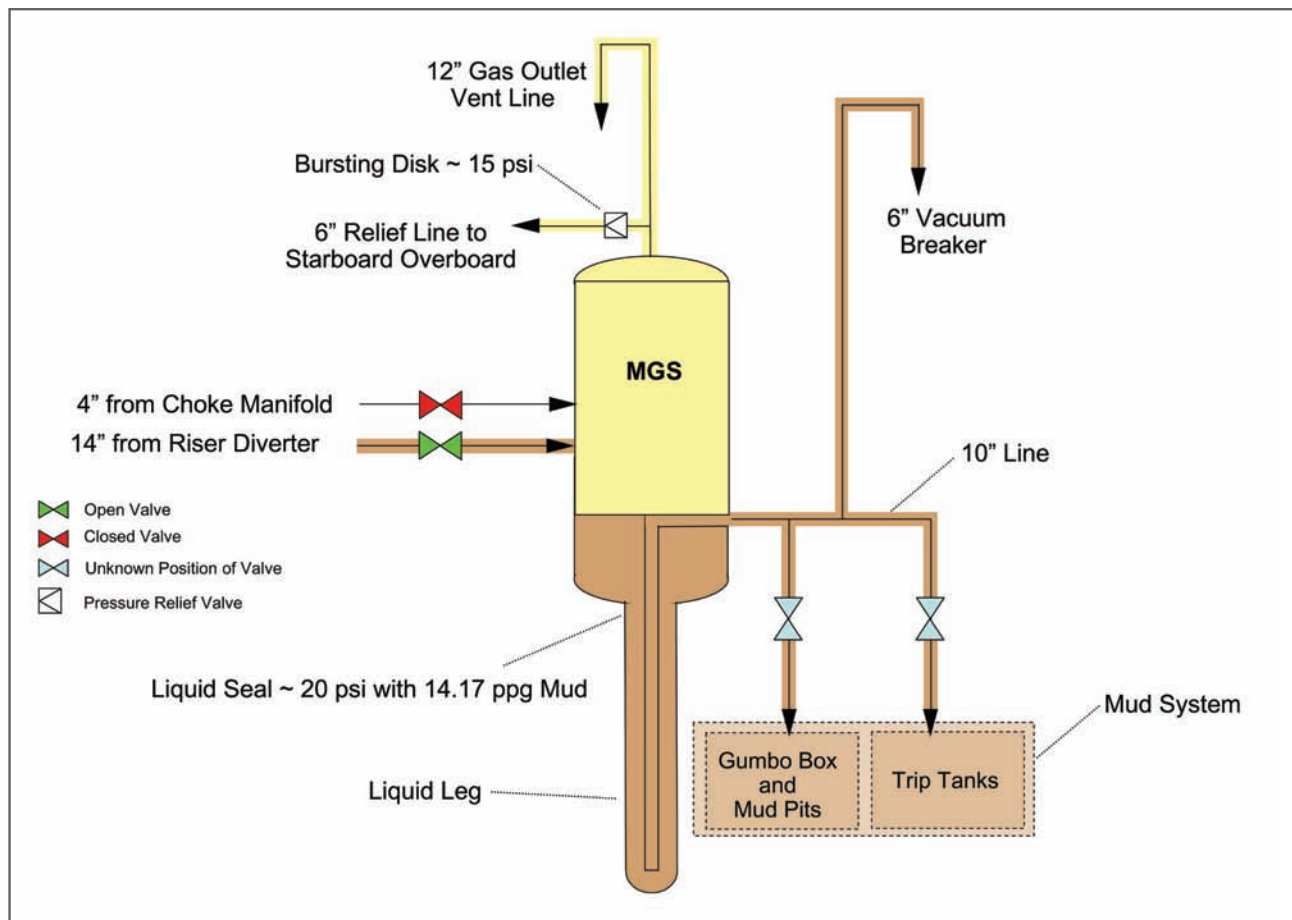 12” Gas Outlet
Vent Line
Bursting Disk ~ 15 psi
6” Relief Line to
Starboard Overboard
6” Vacuum
Breaker
MGS
4” from Choke Manifold
14” from Riser Diverter
10” Line
Open Valve
Closed Valve
Unknown Position of Valve
Pressure Relief Valve
Liquid Seal ~ 20 psi with 14.17 ppg Mud
Mud System
Liquid Leg
Gumbo Box
and
Mud Pits
Trip Tanks